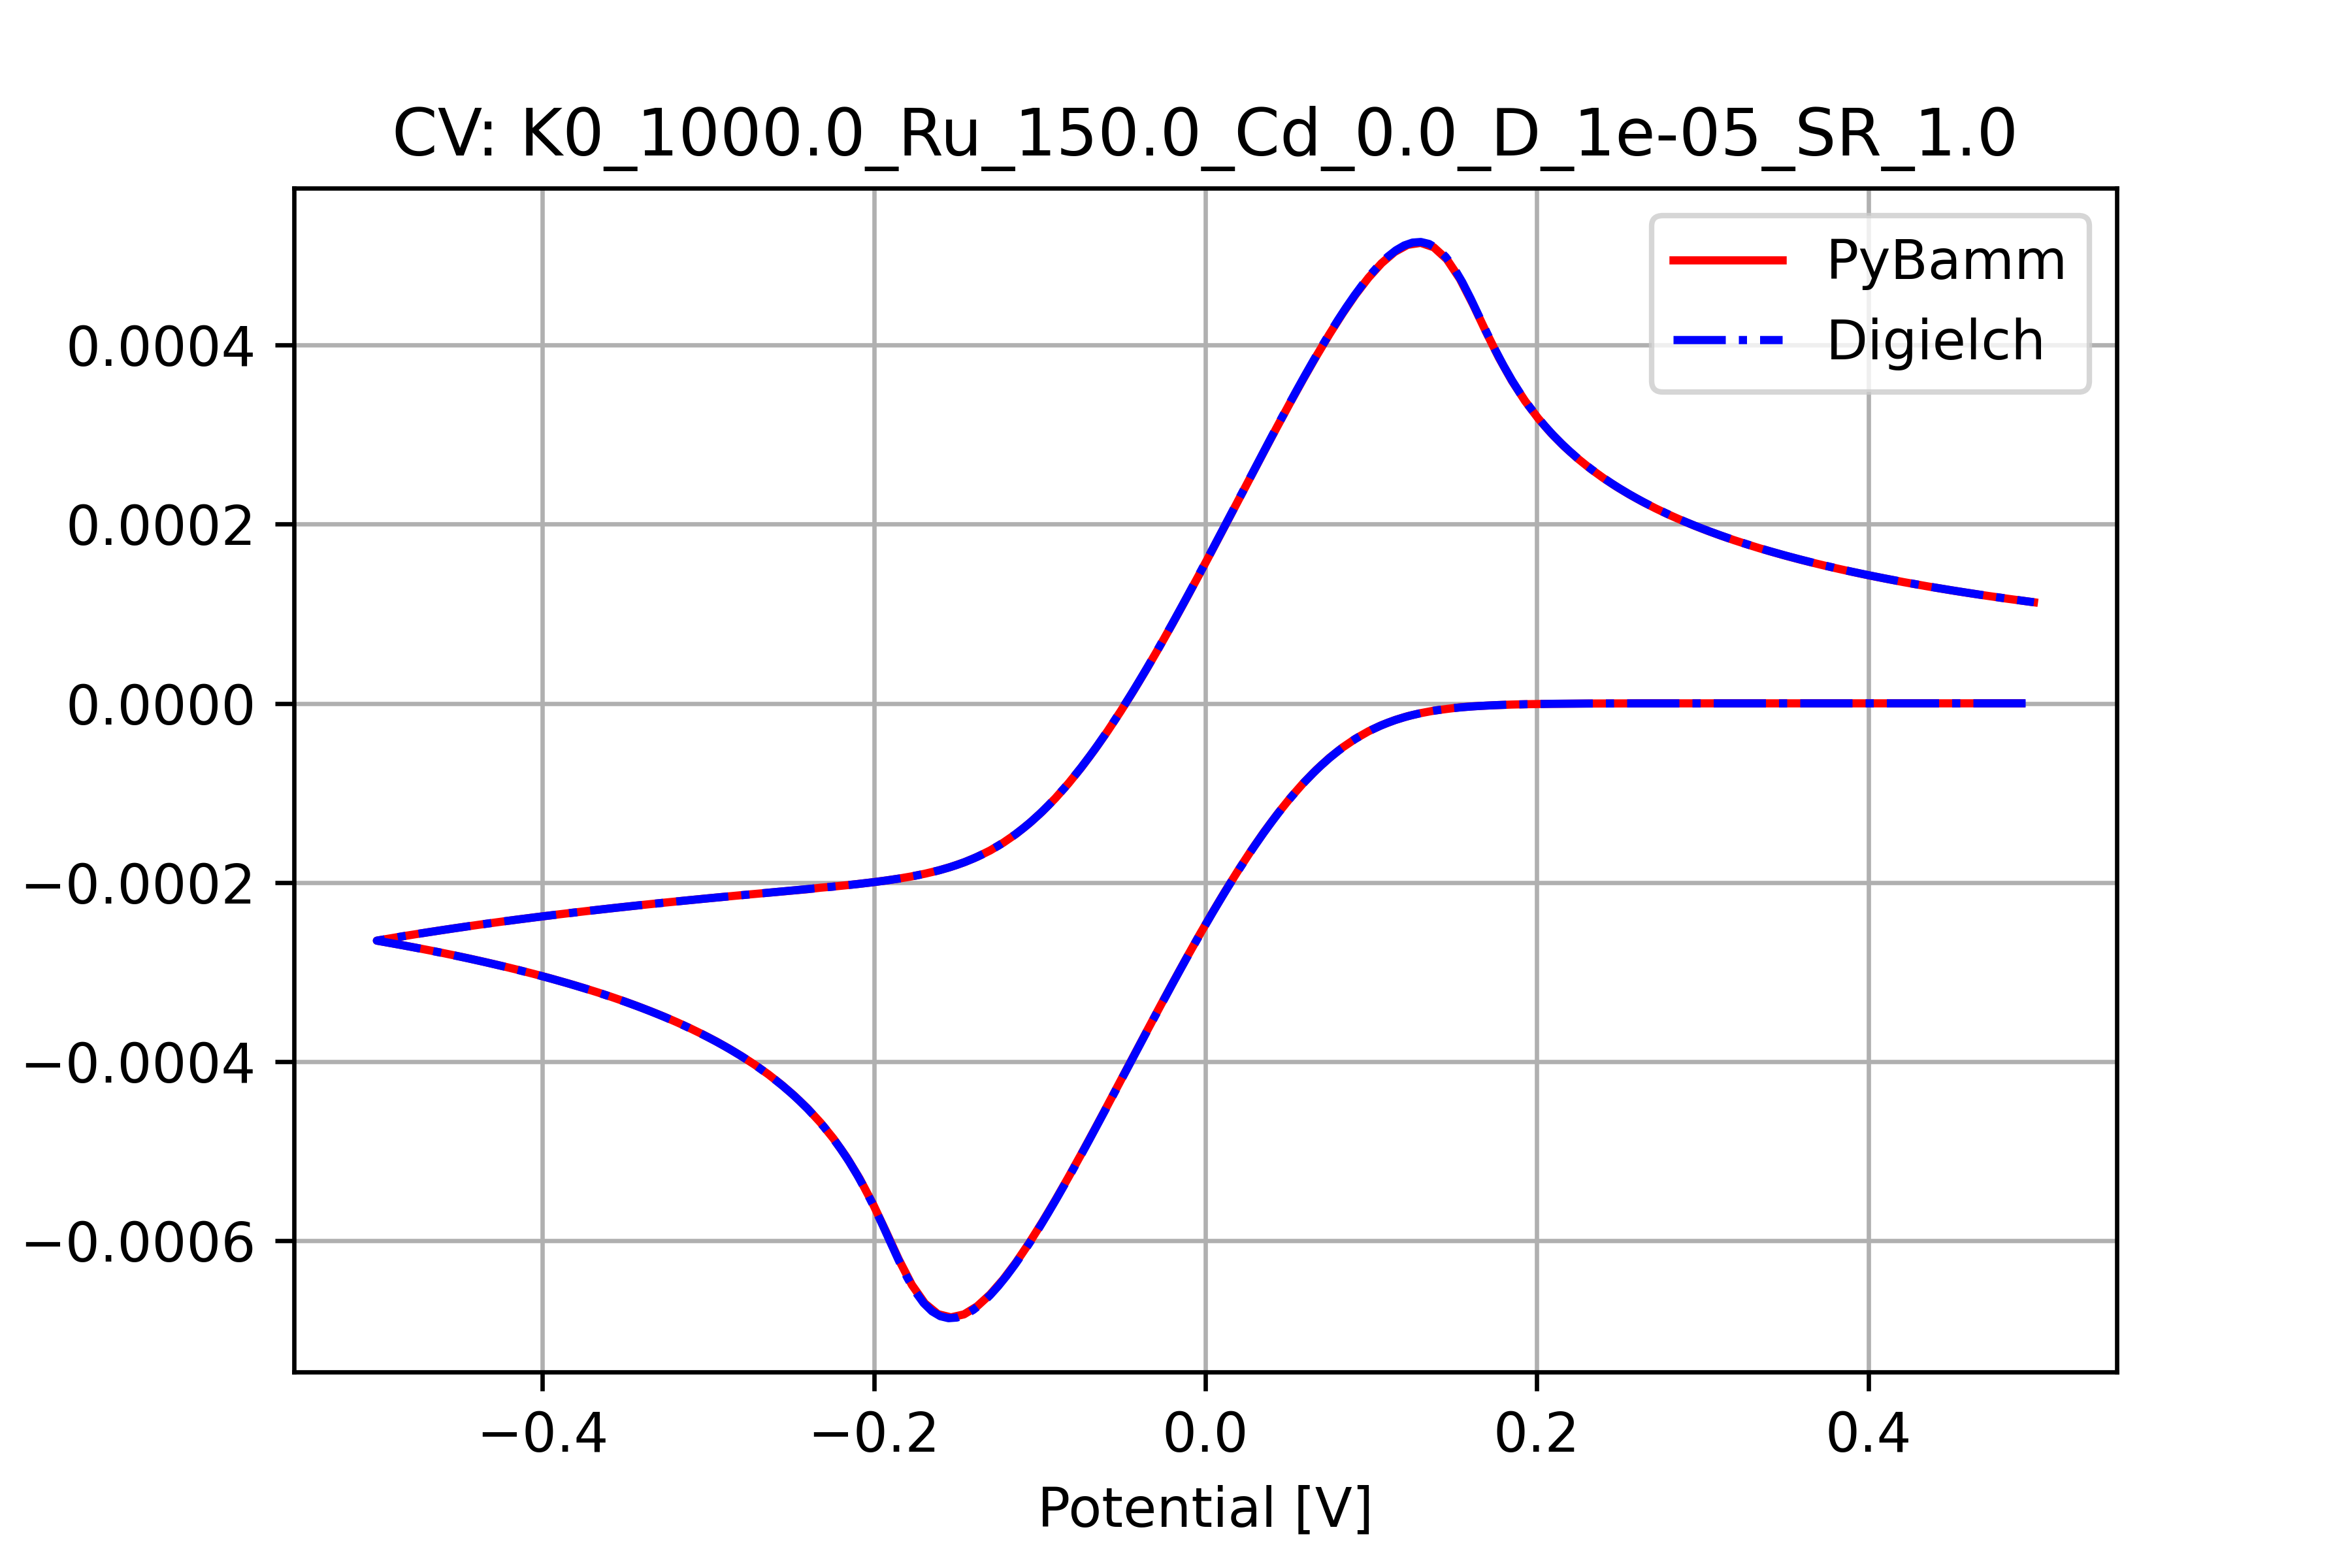 CV: K0_1000.0_Ru_150.0_Cd_0.0_D_1e-05_SR_1.0
PyBamm
Digielch
0.0004
0.0002
0.0000
−0.0002
−0.0004
−0.0006
−0.4 −0.2 0.0 0.2 0.4
Potential [V]